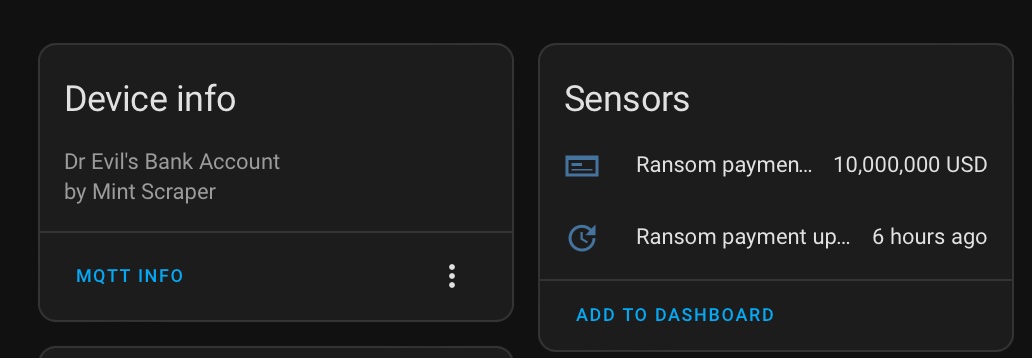 Device info
Dr Evil's Bank Account
by Mint Scraper
MQTT INFO
Sensors
Ransom paymen... 10,000,000 USD
Ransom payment up... 6 hours ago
ADD TO DASHBOARD